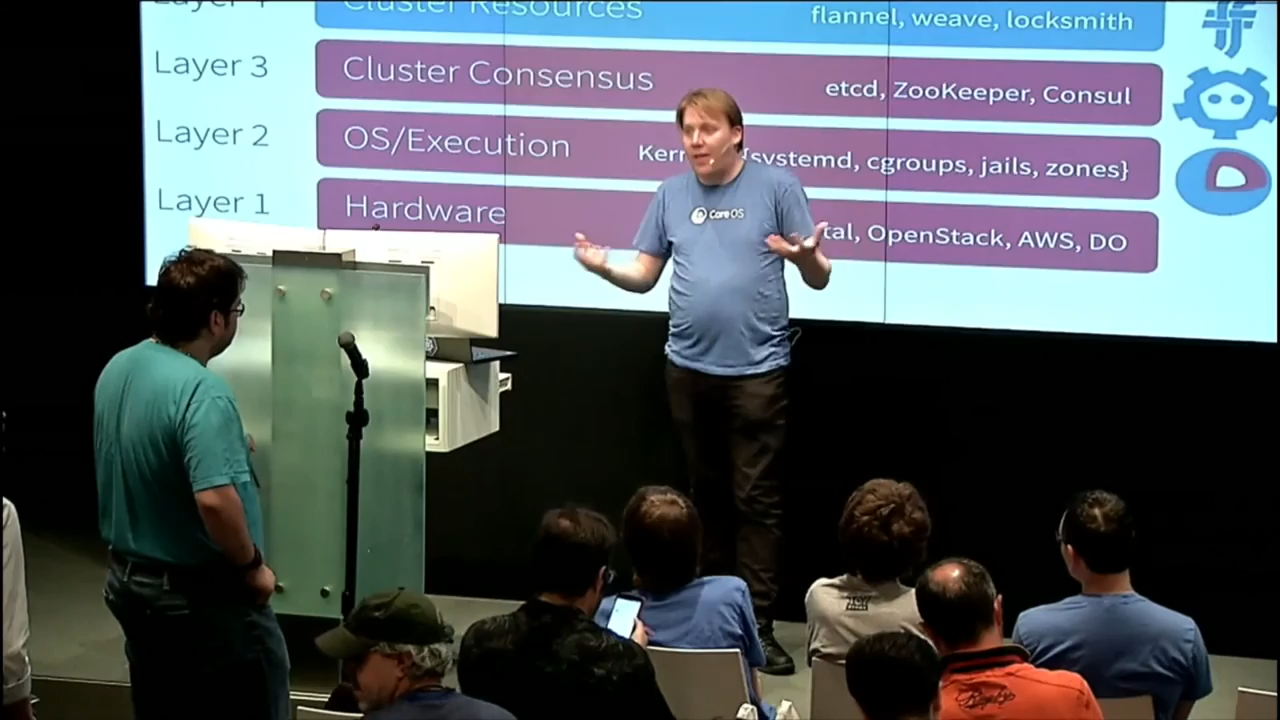 Cluster Resources flannel, weave, locksmith
Layer 3 Cluster Consensus etcd, ZooKeeper, Consul
Layer 2 OS/Execution {systemd, cgroups, jails, zones}
Layer 1 Hardware OpenStack, AWS, DO
CoreOS